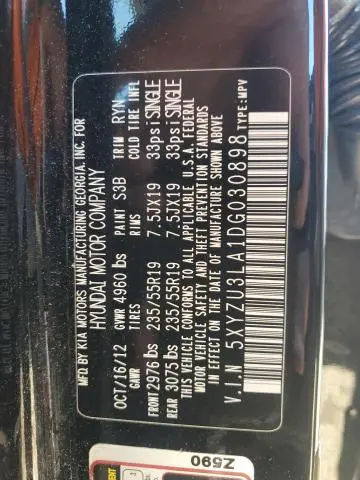 MFD BY KIA MOTORS MANUFACTURING GEORGIA, INC. FOR
HYUNDAI MOTOR COMPANY
OCT/16/12 GVWR 4960 lbs PAINT S3B TRIM RYN
GAWR TIRES RIMS COLD TIRE INFL
FRONT 2976 lbs 235/55R19 7.5JX19 33psi SINGLE
REAR 3075 lbs 235/55R19 7.5JX19 33psi SINGLE
THIS VEHICLE CONFORMS TO ALL APPLICABLE U.S.A. FEDERAL
MOTOR VEHICLE SAFETY AND THEFT PREVENTION STANDARDS
IN EFFECT ON THE DATE OF MANUFACTURE SHOWN ABOVE
V.I.N 5XYZU3LA1DG030898 TYPE:MPV
Z590